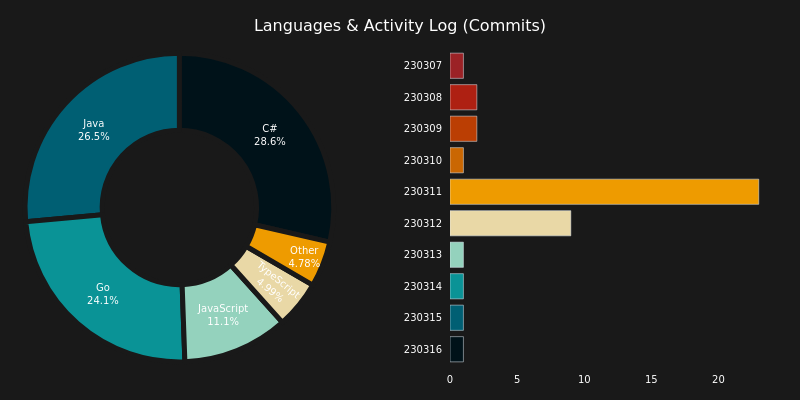 Languages & Activity Log (Commits)
C#
28.6%
Java
26.5%
Go
24.1%
JavaScript
11.1%
TypeScript
4.99%
Other
4.78%
230307
230308
230309
230310
230311
230312
230313
230314
230315
230316
0 5 10 15 20